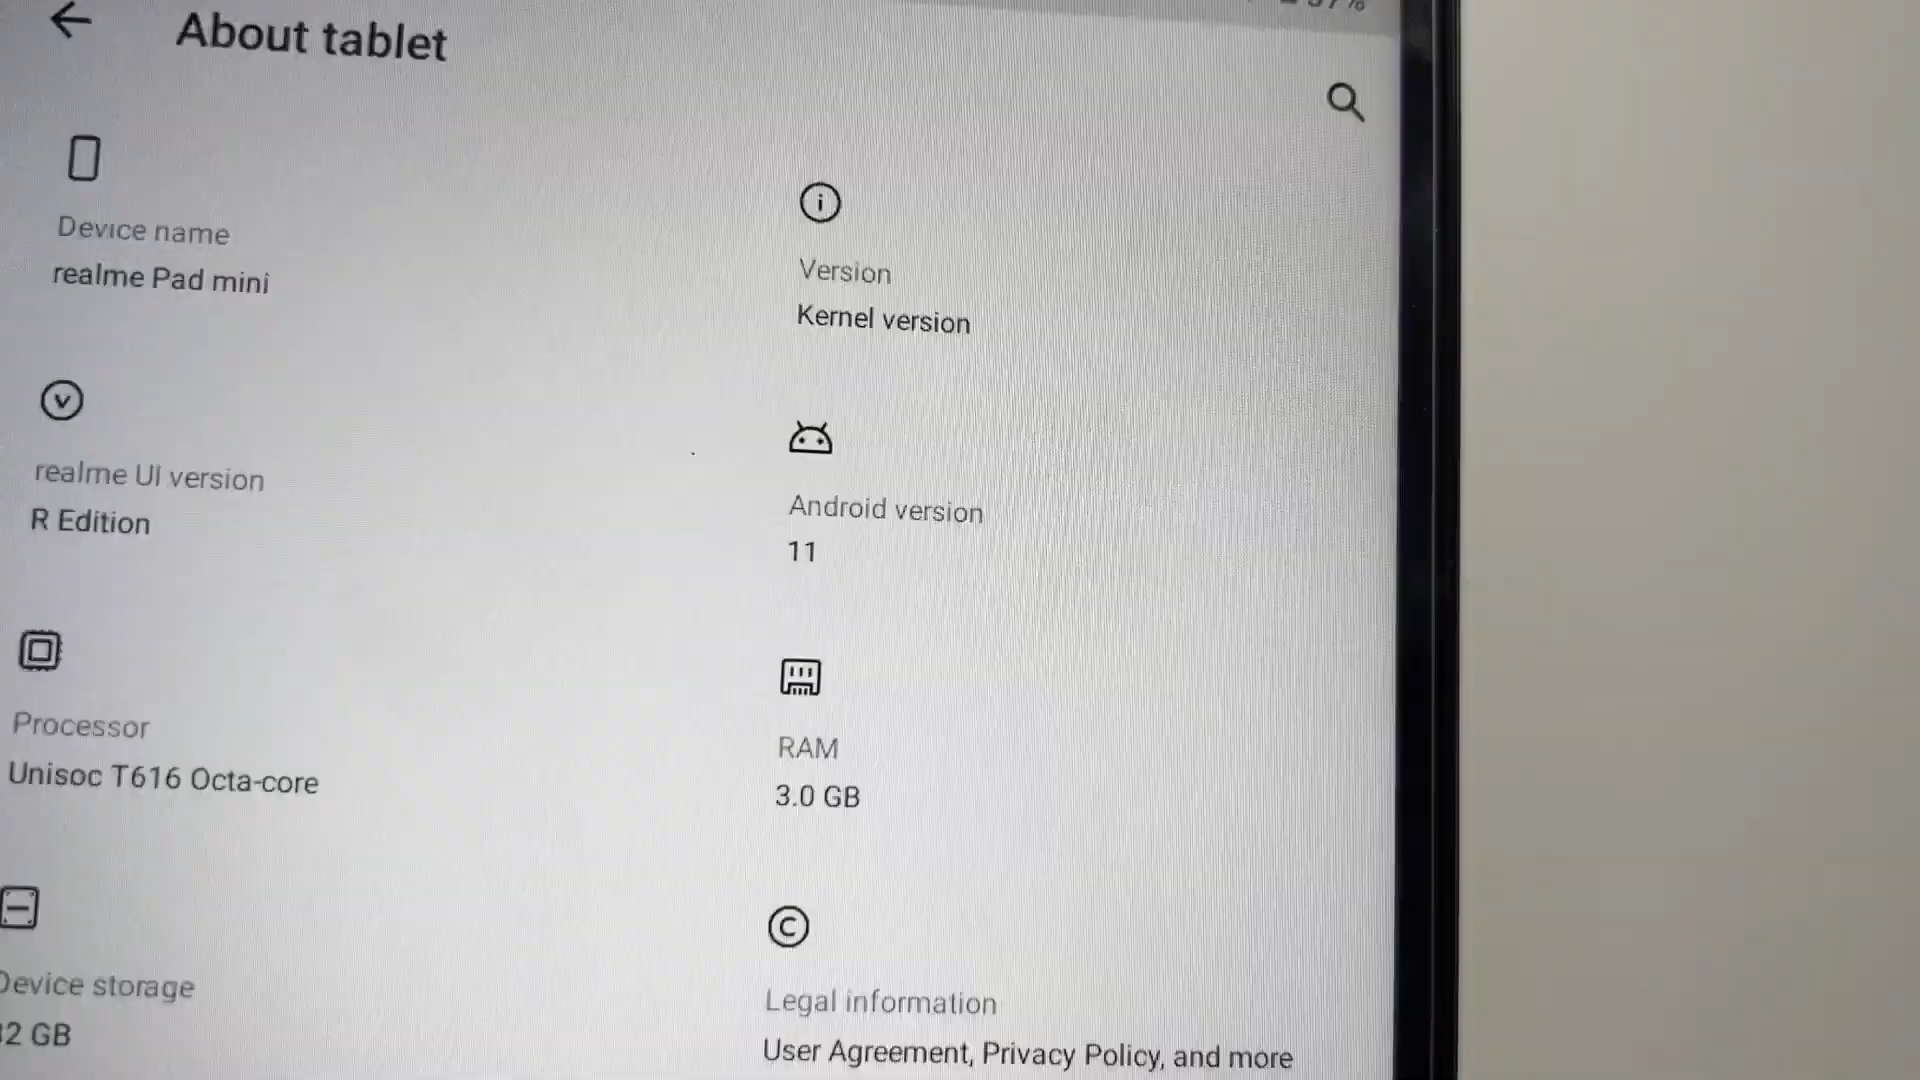 About tablet
Device name
realme Pad mini
Version
Kernel version
realme UI version
R Edition
Android version
11
Processor
Unisoc T616 Octa-core
RAM
3.0 GB
Device storage
GB
Legal information
User Agreement, Privacy Policy, and more